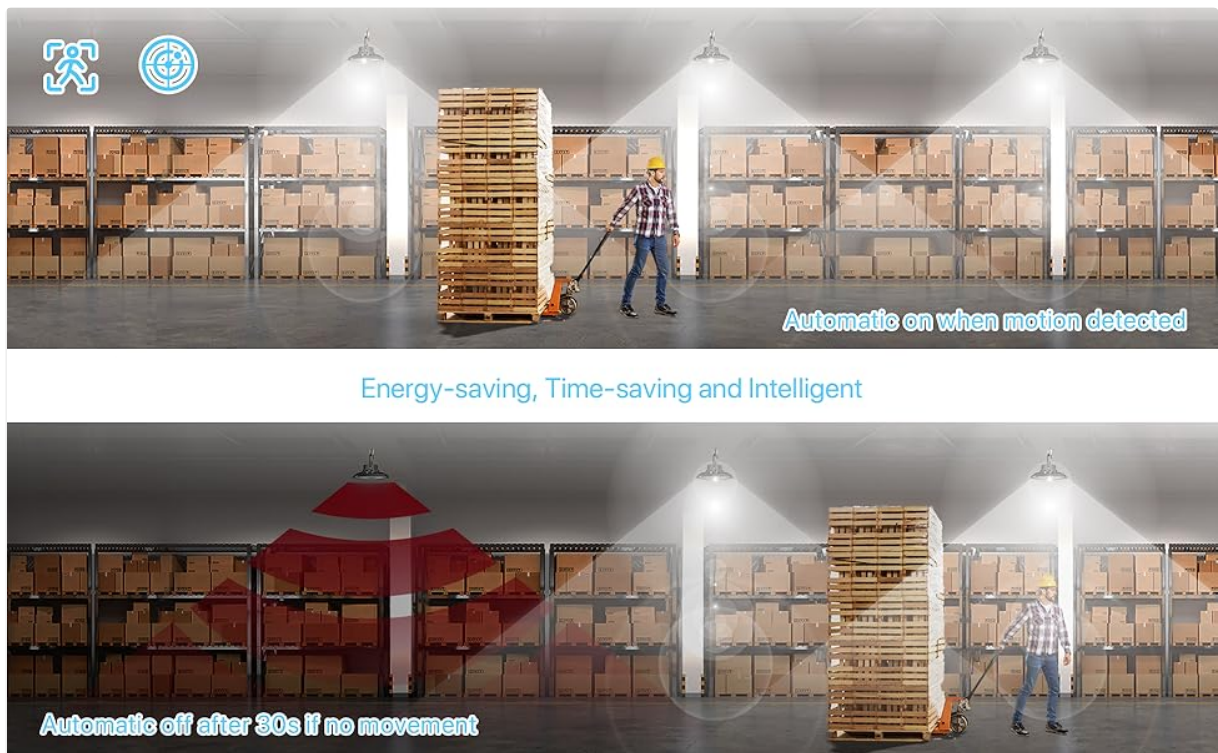 Automatic on when motion detected
Energy-saving, Time-saving and Intelligent
Automatic off after 30s if no movement